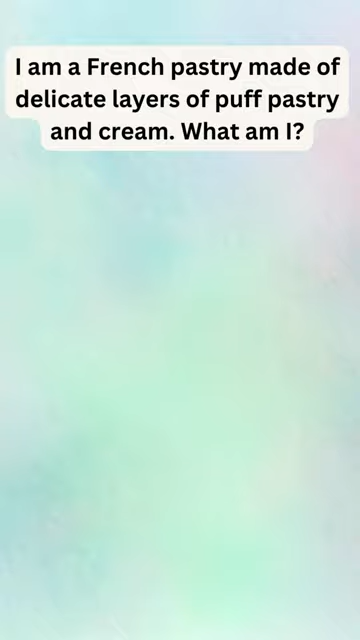 I am a French pastry made of
delicate layers of puff pastry
and cream. What am I?